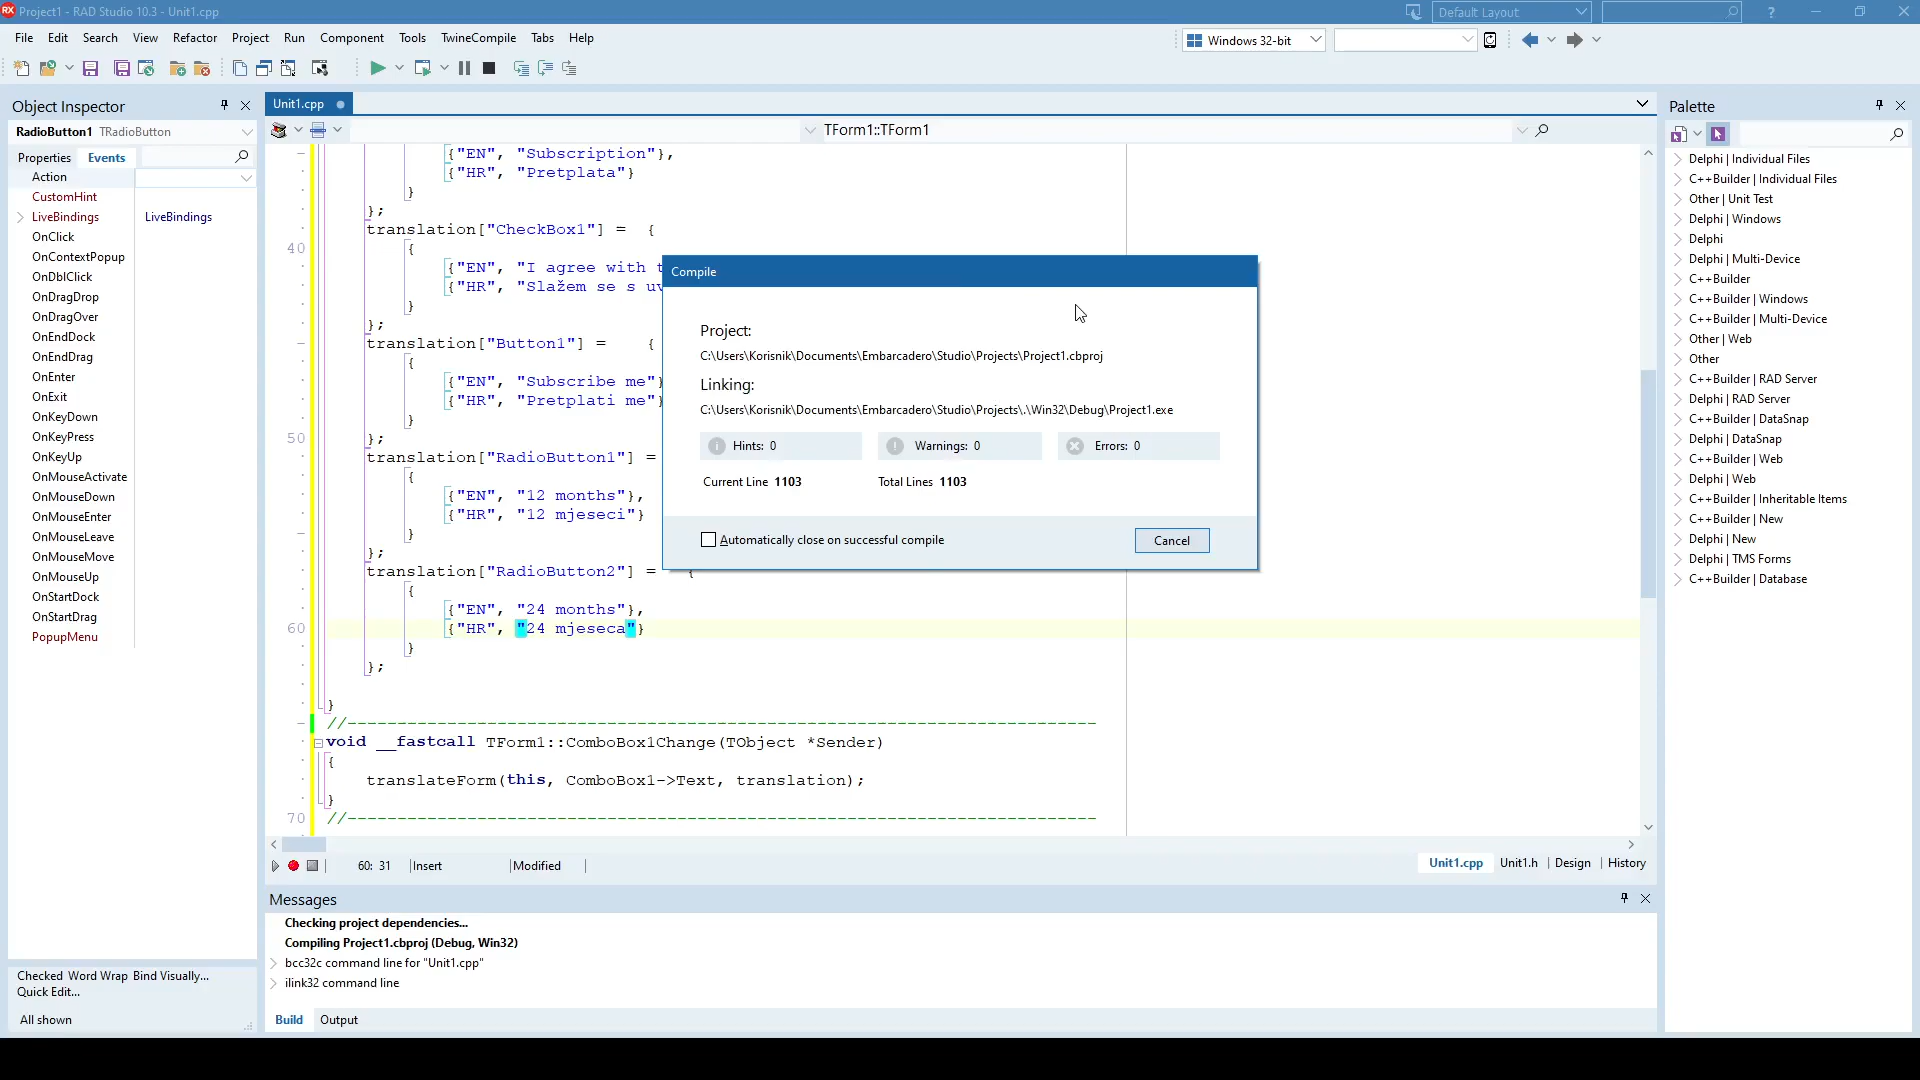 Project1 - RAD Studio 10.3 - Unit1.cpp
Default Layout
?
File Edit Search View Refactor Project Run Component Tools TwineCompile Tabs Help
Windows 32-bit
Object Inspector
RadioButton1 TRadioButton
Properties Events
Action
CustomHint
LiveBindings LiveBindings
OnClick
OnContextPopup
OnDblClick
OnDragDrop
OnDragOver
OnEndDock
OnEndDrag
OnEnter
OnExit
OnKeyDown
OnKeyPress
OnKeyUp
OnMouseActivate
OnMouseDown
OnMouseEnter
OnMouseLeave
OnMouseMove
OnMouseUp
OnStartDock
OnStartDrag
PopupMenu
Checked Word Wrap Bind Visually...
Quick Edit...
All shown
Unit1.cpp
TForm1::TForm1
{"EN", "Subscription"},
{"HR", "Pretplata"}
}
};
translation["CheckBox1"] = {
40 {
{"EN", "I agree with t
{"HR", "Slažem se s uv
}
};
translation["Button1"] = {
{
{"EN", "Subscribe me"}
{"HR", "Pretplati me"}
}
50 };
translation["RadioButton1"] =
{
{"EN", "12 months"},
{"HR", "12 mjeseci"}
}
};
translation["RadioButton2"] = {
{
{"EN", "24 months"},
60 {"HR", "24 mjeseca"}
}
};
}
//---------------------------------------------------------------------------
void __fastcall TForm1::ComboBox1Change(TObject *Sender)
{
translateForm(this, ComboBox1->Text, translation);
}
70 //---------------------------------------------------------------------------
60: 31 Insert Modified
Unit1.cpp Unit1.h Design History
Compile
Project:
C:\Users\Korisnik\Documents\Embarcadero\Studio\Projects\Project1.cbproj
Linking:
C:\Users\Korisnik\Documents\Embarcadero\Studio\Projects\.\Win32\Debug\Project1.exe
Hints: 0 Warnings: 0 Errors: 0
Current Line 1103 Total Lines 1103
Automatically close on successful compile
Cancel
Messages
Checking project dependencies...
Compiling Project1.cbproj (Debug, Win32)
bcc32c command line for "Unit1.cpp"
ilink32 command line
Build Output
Palette
Delphi | Individual Files
C++Builder | Individual Files
Other | Unit Test
Delphi | Windows
Delphi
Delphi | Multi-Device
C++Builder
C++Builder | Windows
C++Builder | Multi-Device
Other | Web
Other
C++Builder | RAD Server
Delphi | RAD Server
C++Builder | DataSnap
Delphi | DataSnap
C++Builder | Web
Delphi | Web
C++Builder | Inheritable Items
C++Builder | New
Delphi | New
Delphi | TMS Forms
C++Builder | Database